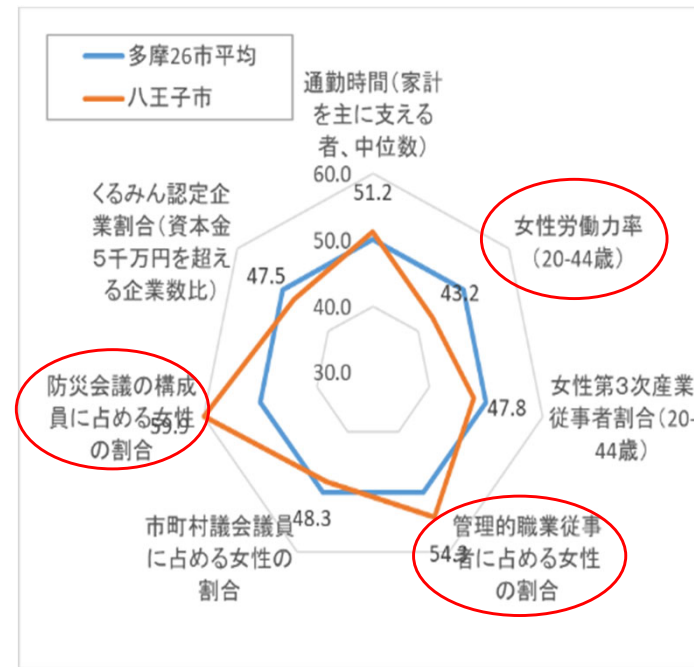 多摩26市平均
八王子市
通勤時間(家計
を主に支える
者、中位数)
60.0
51.2
50.0
40.0
30.0
女性労働力率
(20-44歳)
43.2
女性第3次産業
従事者割合(20-
44歳)
47.8
管理的職業従事
者に占める女性
の割合
54.3
市町村議会議員
に占める女性の
割合
48.3
防災会議の構成
員に占める女性
の割合
59.9
くるみん認定企
業割合(資本金
5千万円を超え
る企業数比)
47.5